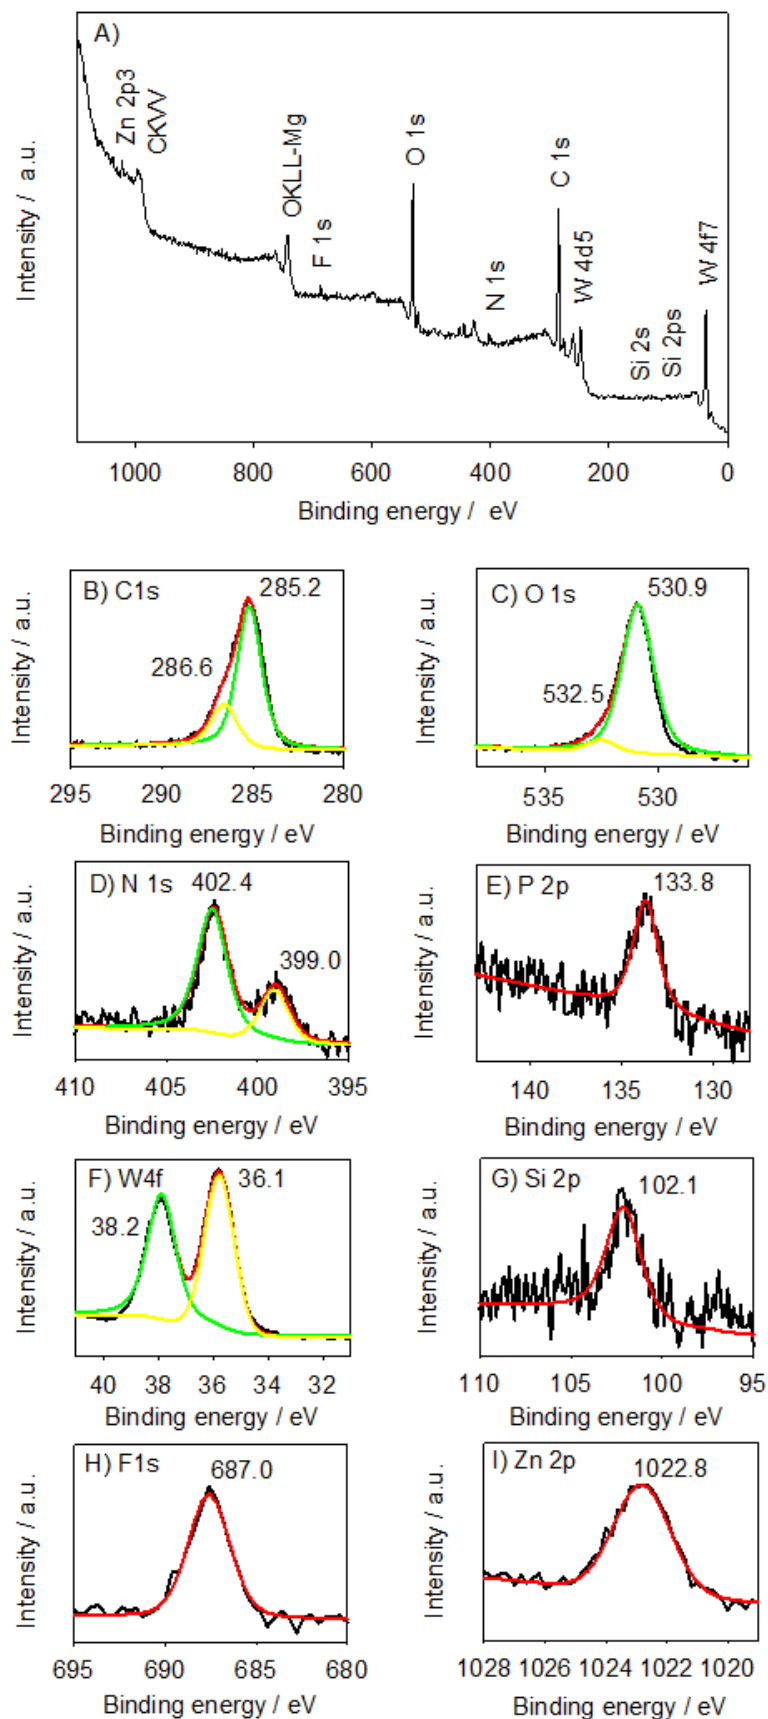 A)
Zn 2p3
CKVV
OKLL-Mg
F 1s
O 1s
N 1s
C 1s
W 4d5
Si 2s
Si 2ps
W 4f7
Intensity / a.u.
1000 800 600 400 200 0
Binding energy / eV
B) C1s
285.2
286.6
Intensity / a.u.
295 290 285 280
Binding energy / eV
C) O 1s
530.9
532.5
Intensity / a.u.
535 530
Binding energy / eV
D) N 1s
402.4
399.0
Intensity / a.u.
410 405 400 395
Binding energy / eV
E) P 2p
133.8
Intensity / a.u.
140 135 130
Binding energy / eV
F) W4f
36.1
38.2
Intensity / a.u.
40 38 36 34 32
Binding energy / eV
G) Si 2p
102.1
Intensity / a.u.
110 105 100 95
Binding energy / eV
H) F1s
687.0
Intensity / a.u.
695 690 685 680
Binding energy / eV
I) Zn 2p
1022.8
Intensity / a.u.
1028 1026 1024 1022 1020
Binding energy / eV